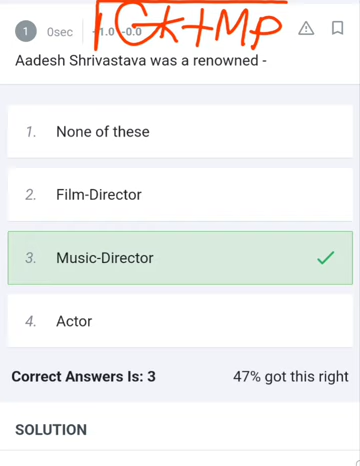 GK+MP
1 0sec +1.0 -0.0
Aadesh Shrivastava was a renowned -
1. None of these
2. Film-Director
3. Music-Director
4. Actor
Correct Answers Is: 3 47% got this right
SOLUTION